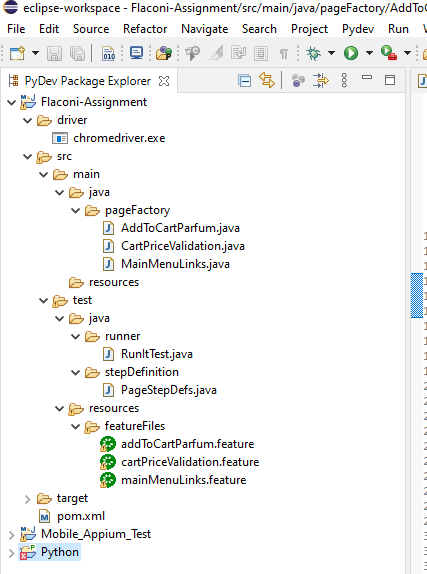 eclipse-workspace - Flaconi-Assignment/src/main/java/pageFactory/AddToC
File Edit Source Refactor Navigate Search Project Pydev Run
PyDev Package Explorer
Flaconi-Assignment
driver
chromedriver.exe
src
main
java
pageFactory
AddToCartParfum.java
CartPriceValidation.java
MainMenuLinks.java
resources
test
java
runner
RunItTest.java
stepDefinition
PageStepDefs.java
resources
featureFiles
addToCartParfum.feature
cartPriceValidation.feature
mainMenuLinks.feature
target
pom.xml
Mobile_Appium_Test
Python